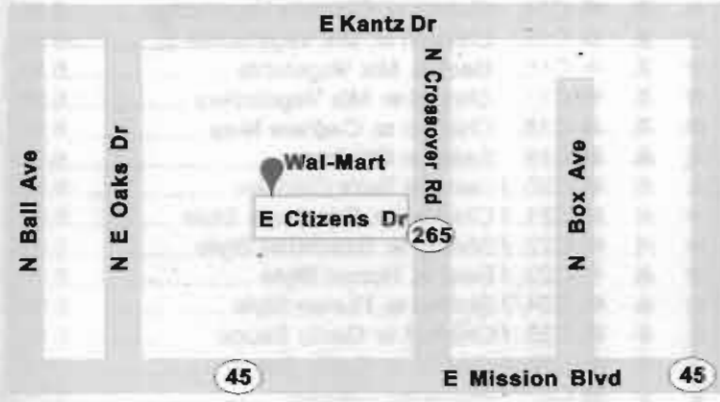 E Kantz Dr
N Crossover Rd
N Ball Ave
N E Oaks Dr
Wal-Mart
E Ctizens Dr
265
N Box Ave
45
E Mission Blvd
45